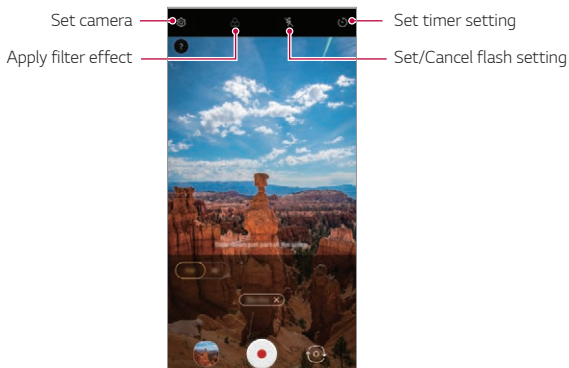 Set camera
Set timer setting
Apply filter effect
Set/Cancel flash setting
?